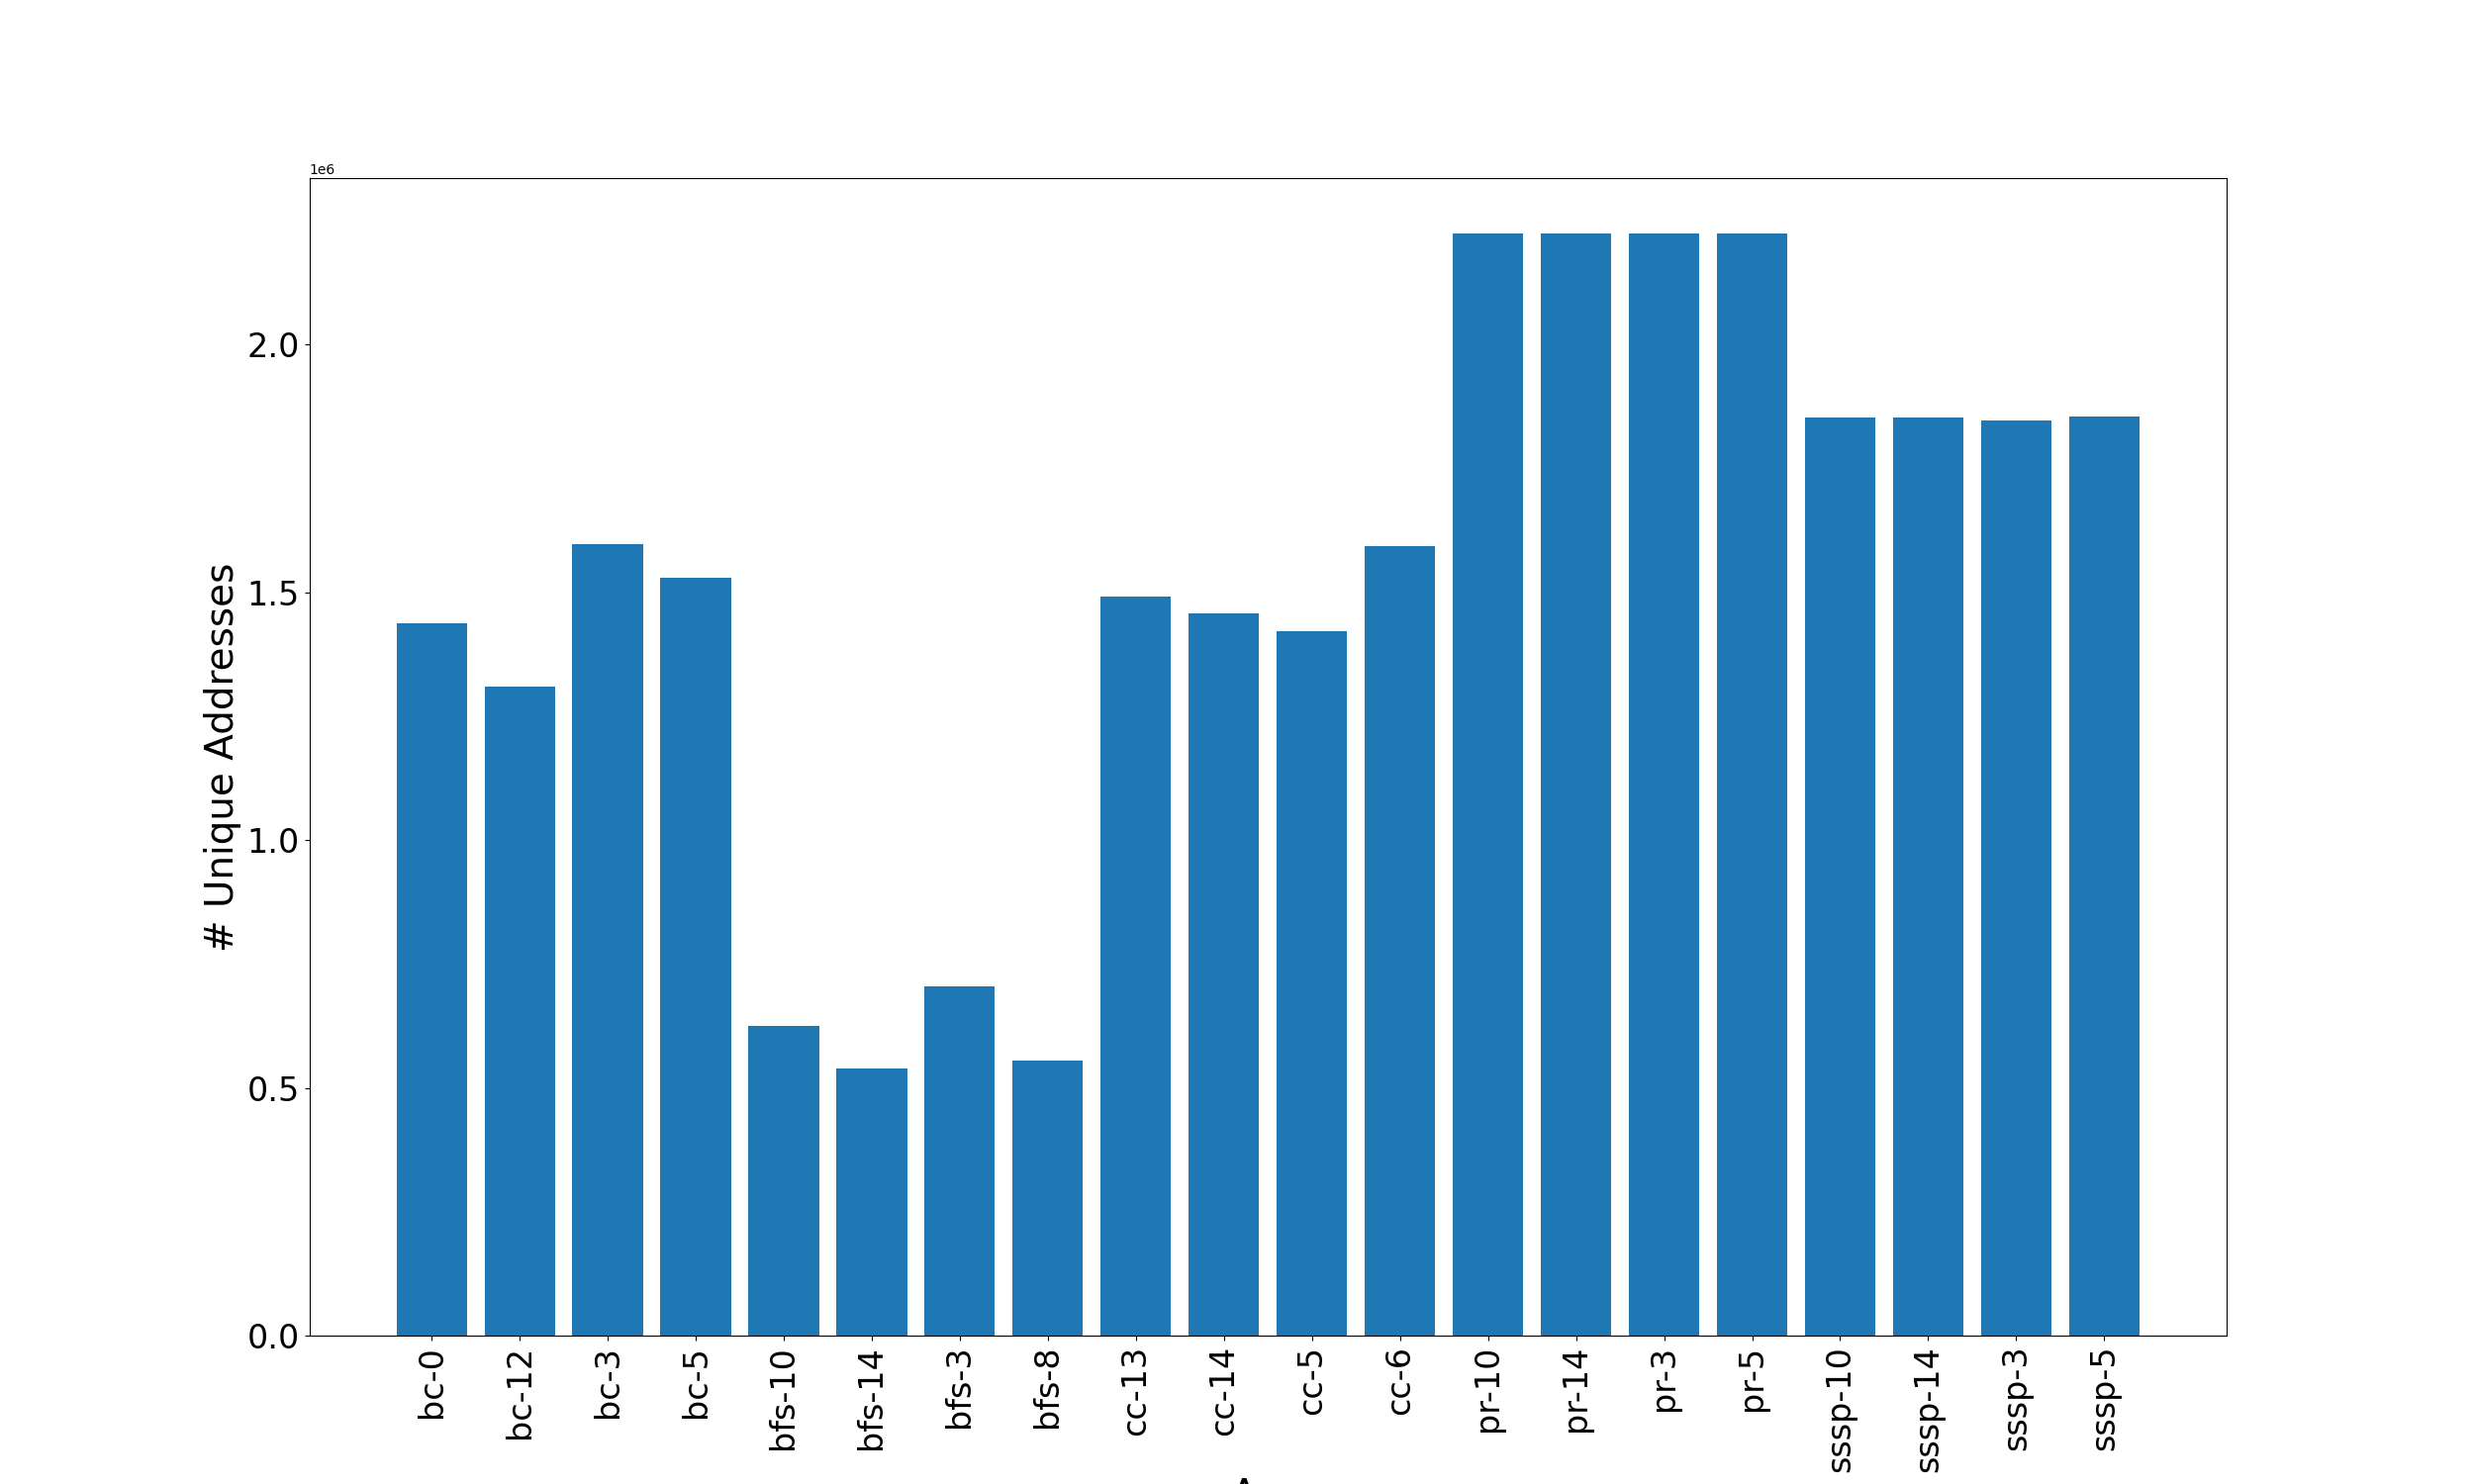 1e6
2.0
1.5
1.0
0.5
0.0
# Unique Addresses
bc-0
bc-12
bc-3
bc-5
bfs-10
bfs-14
bfs-3
bfs-8
cc-13
cc-14
cc-5
cc-6
pr-10
pr-14
pr-3
pr-5
sssp-10
sssp-14
sssp-3
sssp-5